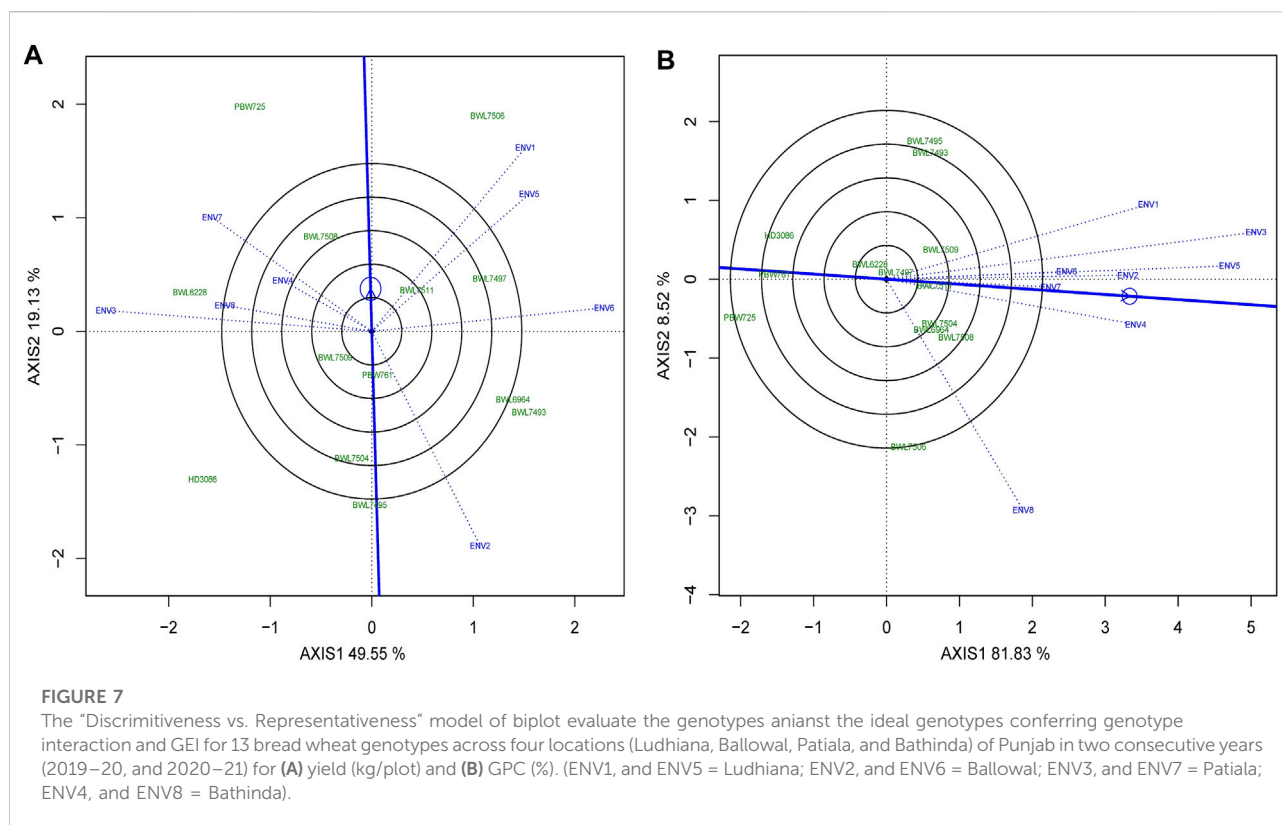 A
B
PBW725
BWL7506
ENV1
ENV5
ENV7
BWL7508
ENV4
BWL7497
BWL6228
BWL7511
ENV8
ENV3
ENV6
BWL7509
PBW761
BWL6964
BWL7493
BWL7504
HD3086
BWL7495
ENV2
2
1
0
−1
−2
AXIS2 19.13 %
−2
−1
0
1
2
AXIS1 49.55 %
BWL7495
BWL7493
ENV1
HD3086
ENV3
BWL7509
BWL6228
ENV5
PBW761
BWL7497
ENV6
ENV2
ENV7
PBW725
BWL7504
ENV4
BWL6964
BWL7508
BWL7506
ENV8
2
1
0
−1
−2
−3
−4
AXIS2 8.52 %
−2
−1
0
1
2
3
4
5
AXIS1 81.83 %
FIGURE 7
The “Discrimitiveness vs. Representativeness” model of biplot evaluate the genotypes anianst the ideal genotypes conferring genotype
interaction and GEI for 13 bread wheat genotypes across four locations (Ludhiana, Ballowal, Patiala, and Bathinda) of Punjab in two consecutive years
(2019–20, and 2020–21) for (A) yield (kg/plot) and (B) GPC (%). (ENV1, and ENV5 = Ludhiana; ENV2, and ENV6 = Ballowal; ENV3, and ENV7 = Patiala;
ENV4, and ENV8 = Bathinda).